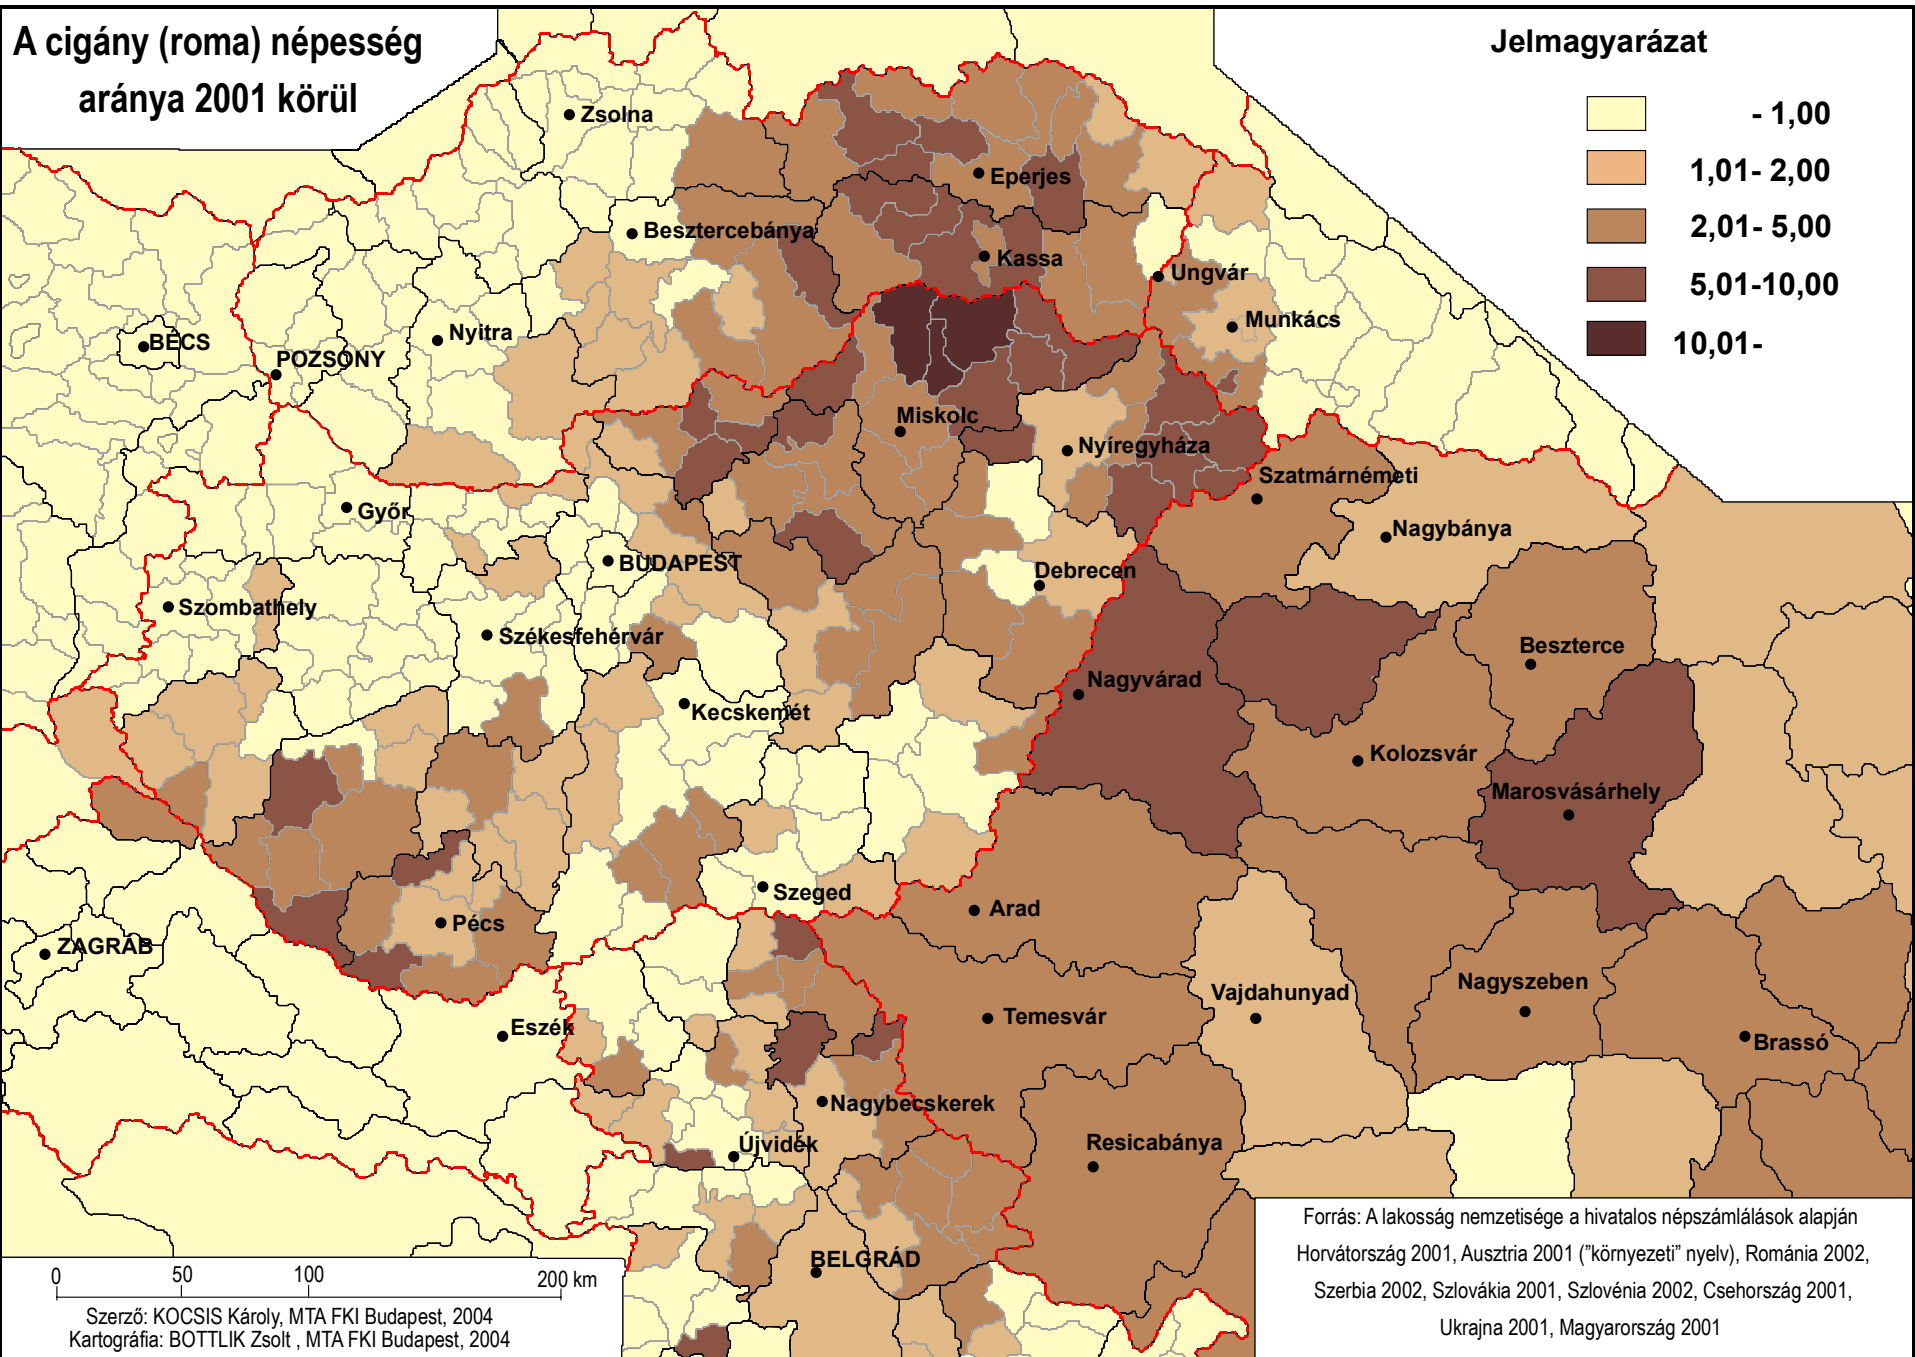 A cigány (roma) népesség
aránya 2001 körül
Jelmagyarázat
- 1,00
1,01- 2,00
2,01- 5,00
5,01-10,00
10,01-
Zsolna
Eperjes
Besztercebánya
Kassa
Ungvár
Munkács
Nyitra
BÉCS
POZSONY
Miskolc
Nyíregyháza
Szatmárnémeti
Győr
Nagybánya
BUDAPEST
Debrecen
Szombathely
Székesfehérvár
Beszterce
Nagyvárad
Kecskemét
Kolozsvár
Marosvásárhely
Szeged
Arad
Pécs
ZAGRÁB
Nagyszeben
Vajdahunyad
Temesvár
Eszék
Brassó
Nagybecskerek
Újvidék
Resicabánya
BELGRÁD
0 50 100 200 km
Szerző: KOCSIS Károly, MTA FKI Budapest, 2004
Kartográfia: BOTTLIK Zsolt , MTA FKI Budapest, 2004
Forrás: A lakosság nemzetisége a hivatalos népszámlálások alapján
Horvátország 2001, Ausztria 2001 ("környezeti" nyelv), Románia 2002,
Szerbia 2002, Szlovákia 2001, Szlovénia 2002, Csehország 2001,
Ukrajna 2001, Magyarország 2001